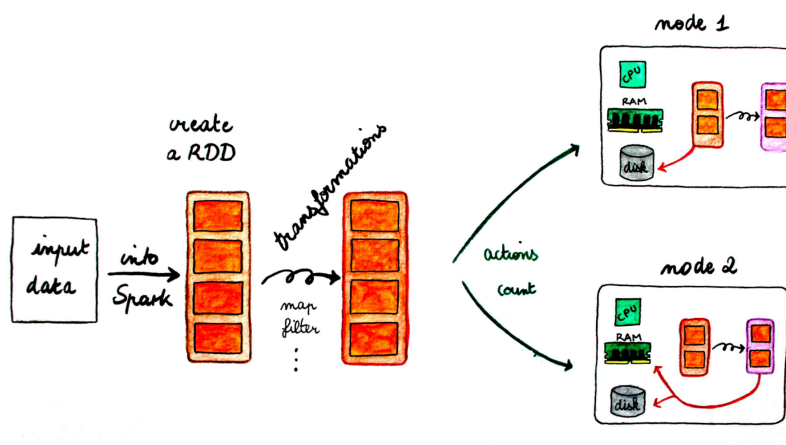 input
data
into
Spark
create
a RDD
transformations
map
filter
actions
count
node 1
CPU
RAM
disk
node 2
CPU
RAM
disk